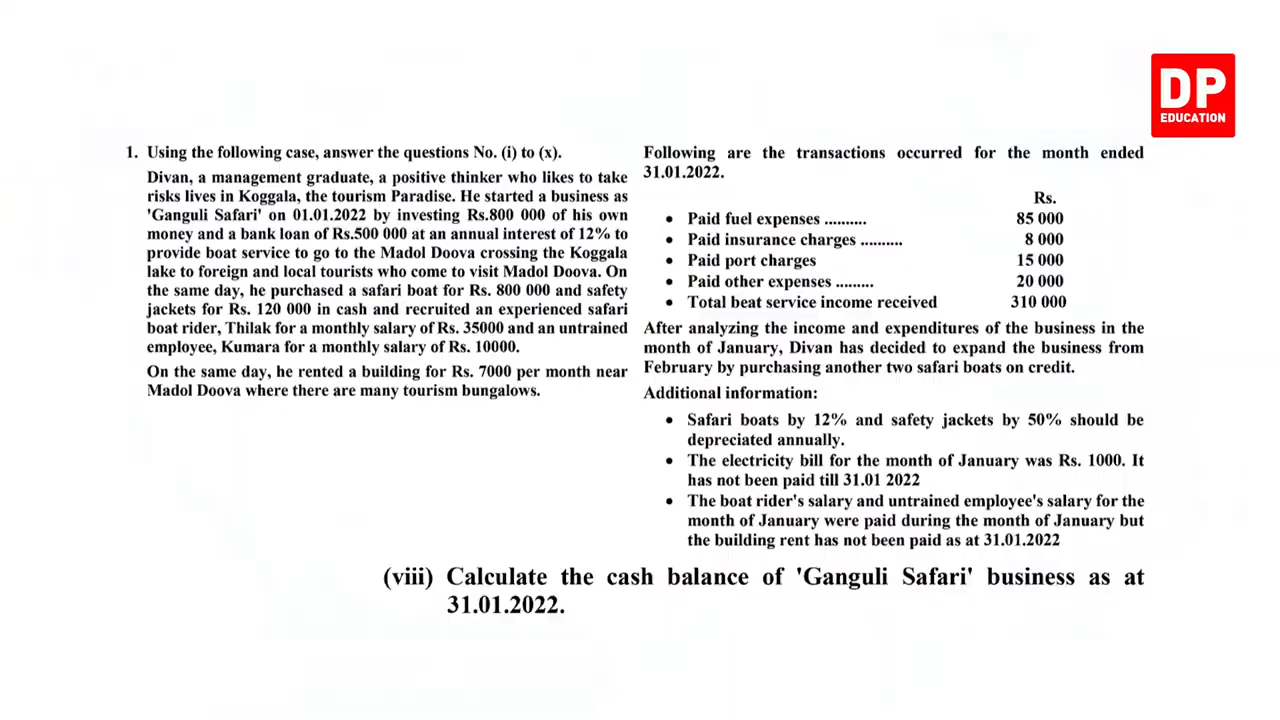 DP
EDUCATION
1. Using the following case, answer the questions No. (i) to (x).
Divan, a management graduate, a positive thinker who likes to take
risks lives in Koggala, the tourism Paradise. He started a business as
'Ganguli Safari' on 01.01.2022 by investing Rs.800 000 of his own
money and a bank loan of Rs.500 000 at an annual interest of 12% to
provide boat service to go to the Madol Doova crossing the Koggala
lake to foreign and local tourists who come to visit Madol Doova. On
the same day, he purchased a safari boat for Rs. 800 000 and safety
jackets for Rs. 120 000 in cash and recruited an experienced safari
boat rider, Thilak for a monthly salary of Rs. 35000 and an untrained
employee, Kumara for a monthly salary of Rs. 10000.
On the same day, he rented a building for Rs. 7000 per month near
Madol Doova where there are many tourism bungalows.
Following are the transactions occurred for the month ended
31.01.2022.
Rs.
• Paid fuel expenses .......... 85 000
• Paid insurance charges .......... 8 000
• Paid port charges 15 000
• Paid other expenses ......... 20 000
• Total beat service income received 310 000
After analyzing the income and expenditures of the business in the
month of January, Divan has decided to expand the business from
February by purchasing another two safari boats on credit.
Additional information:
• Safari boats by 12% and safety jackets by 50% should be
depreciated annually.
• The electricity bill for the month of January was Rs. 1000. It
has not been paid till 31.01 2022
• The boat rider's salary and untrained employee's salary for the
month of January were paid during the month of January but
the building rent has not been paid as at 31.01.2022
(viii) Calculate the cash balance of 'Ganguli Safari' business as at
31.01.2022.